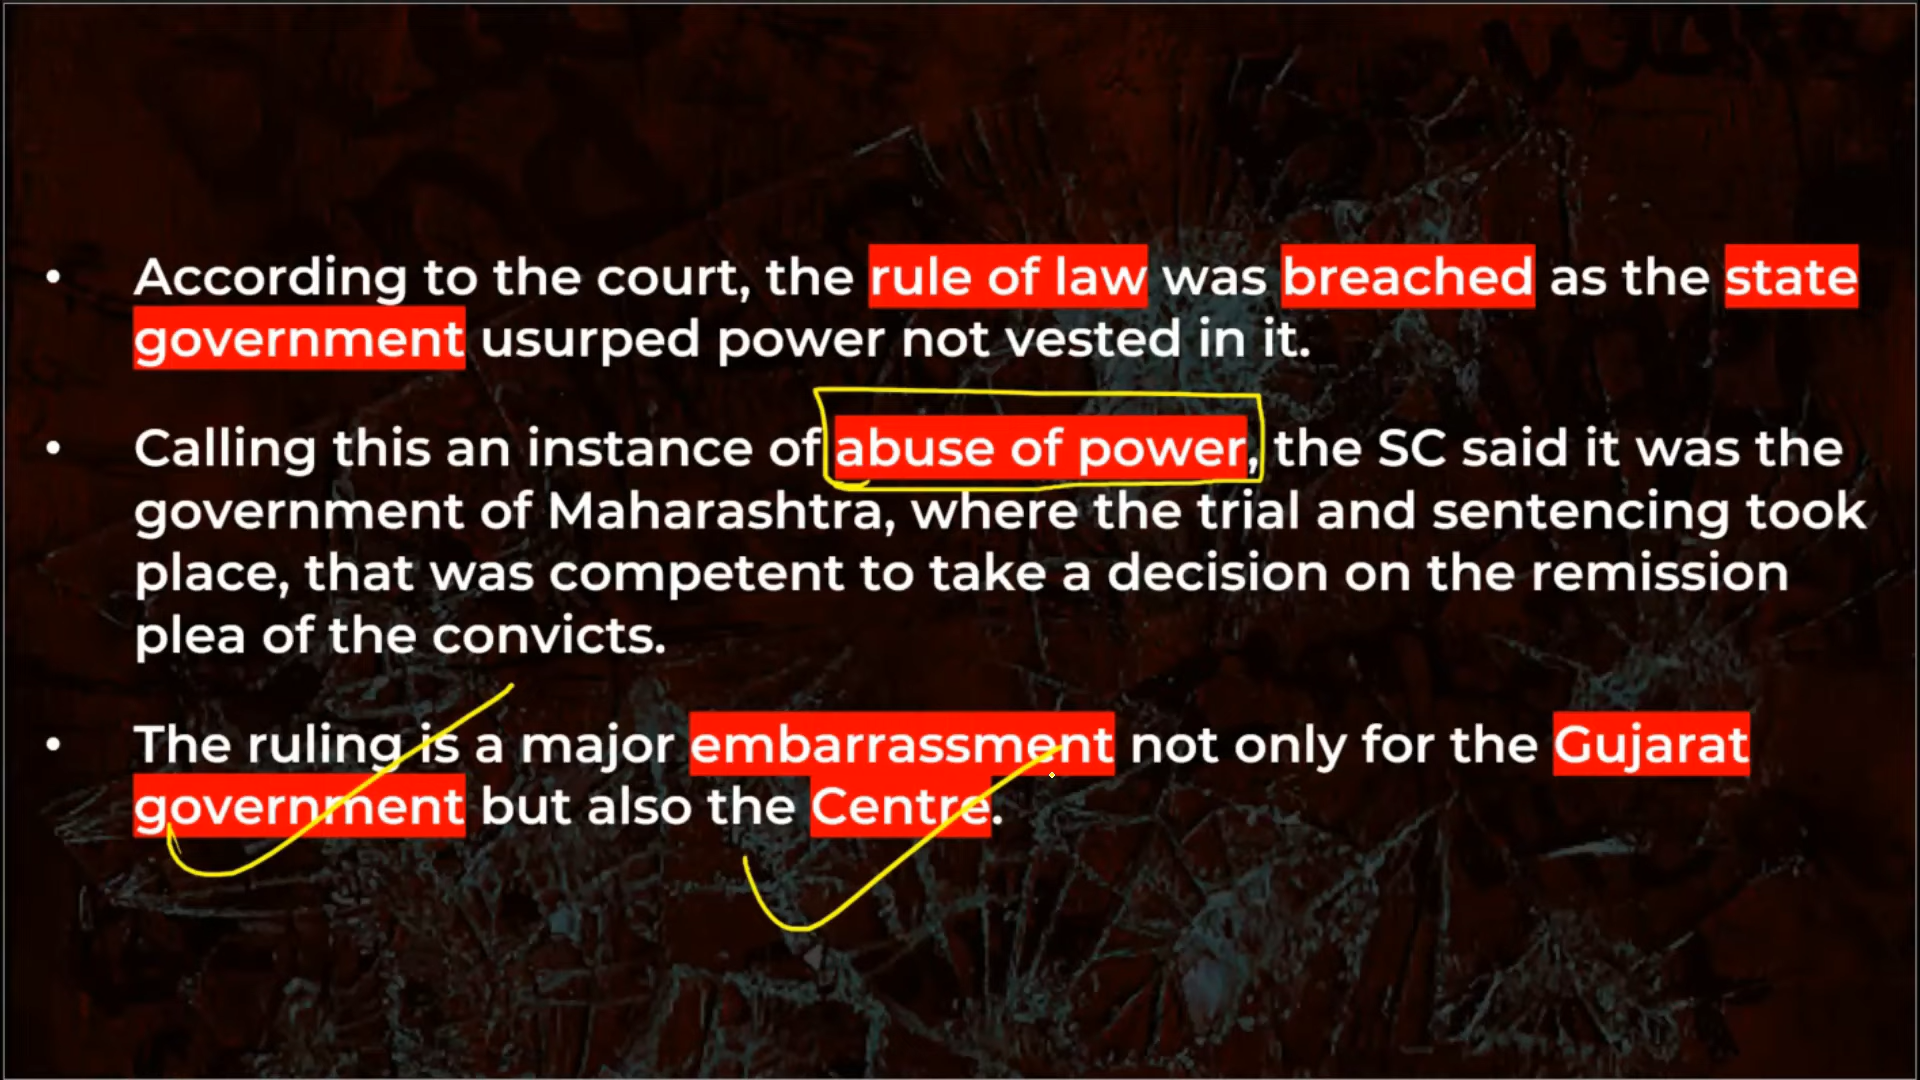 • According to the court, the rule of law was breached as the state
government usurped power not vested in it.
• Calling this an instance of abuse of power, the SC said it was the
government of Maharashtra, where the trial and sentencing took
place, that was competent to take a decision on the remission
plea of the convicts.
• The ruling is a major embarrassment not only for the Gujarat
government but also the Centre.